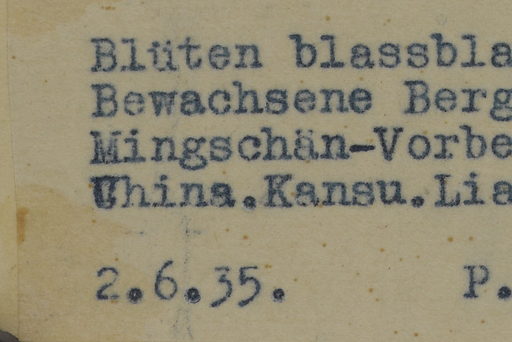 Blüten blassbla
Bewachsene Berg
Mingschän-Vorbe
China.Kansu.Lia
2.6.35. P.